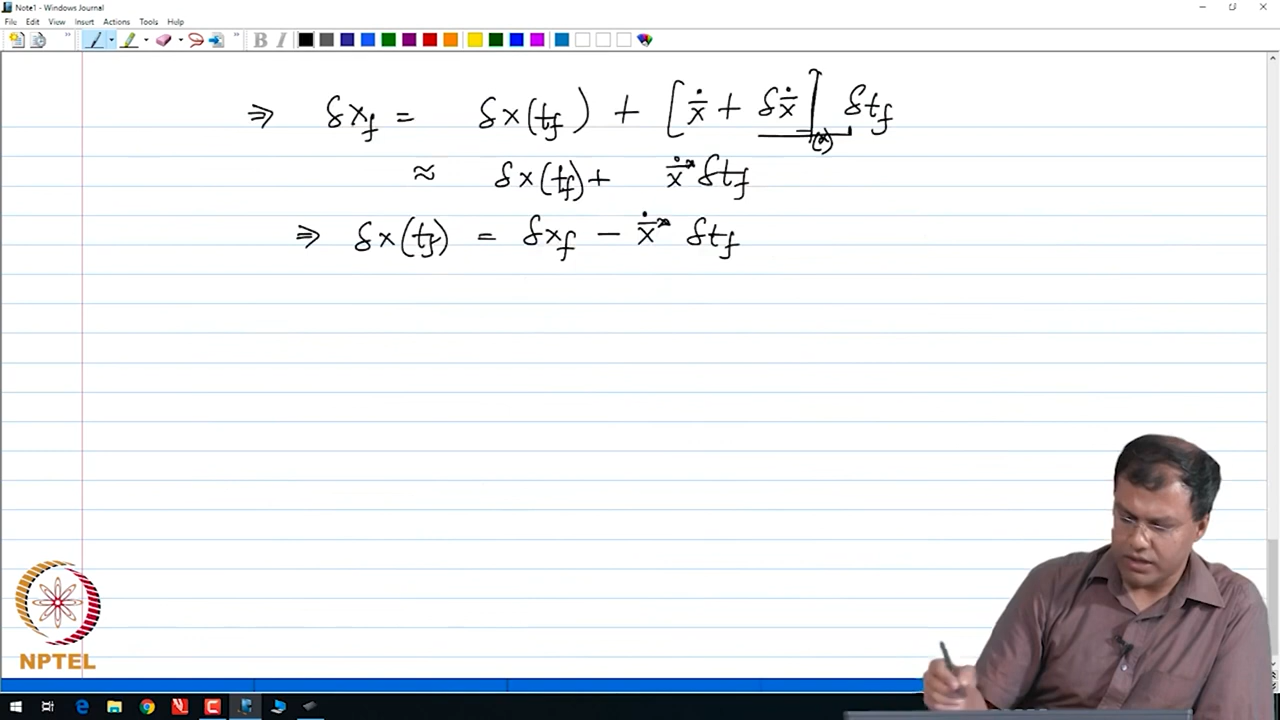 Note1 - Windows Journal
File Edit View Insert Actions Tools Help
B I
⇒ δx_f = δx(t_f) + [ẋ + δẋ]|_(*) δt_f
≈ δx(t_f) + ẋ* δt_f
⇒ δx(t_f) = δx_f − ẋ* δt_f
NPTEL